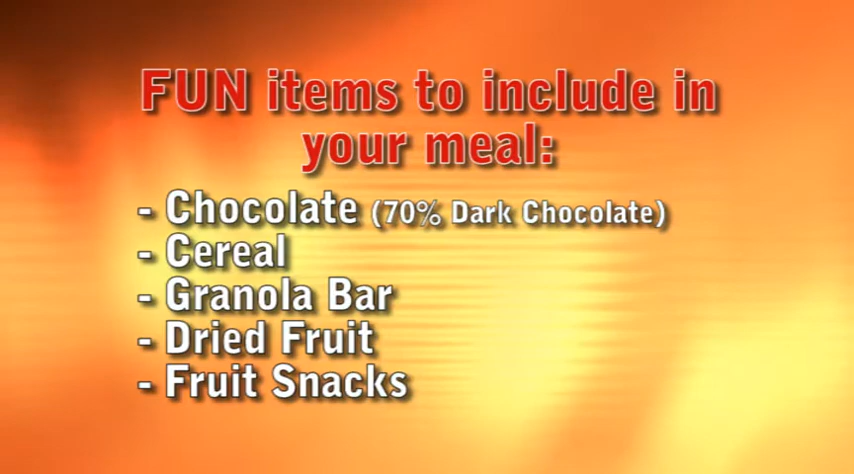 FUN items to include in
your meal:
- Chocolate (70% Dark Chocolate)
- Cereal
- Granola Bar
- Dried Fruit
- Fruit Snacks